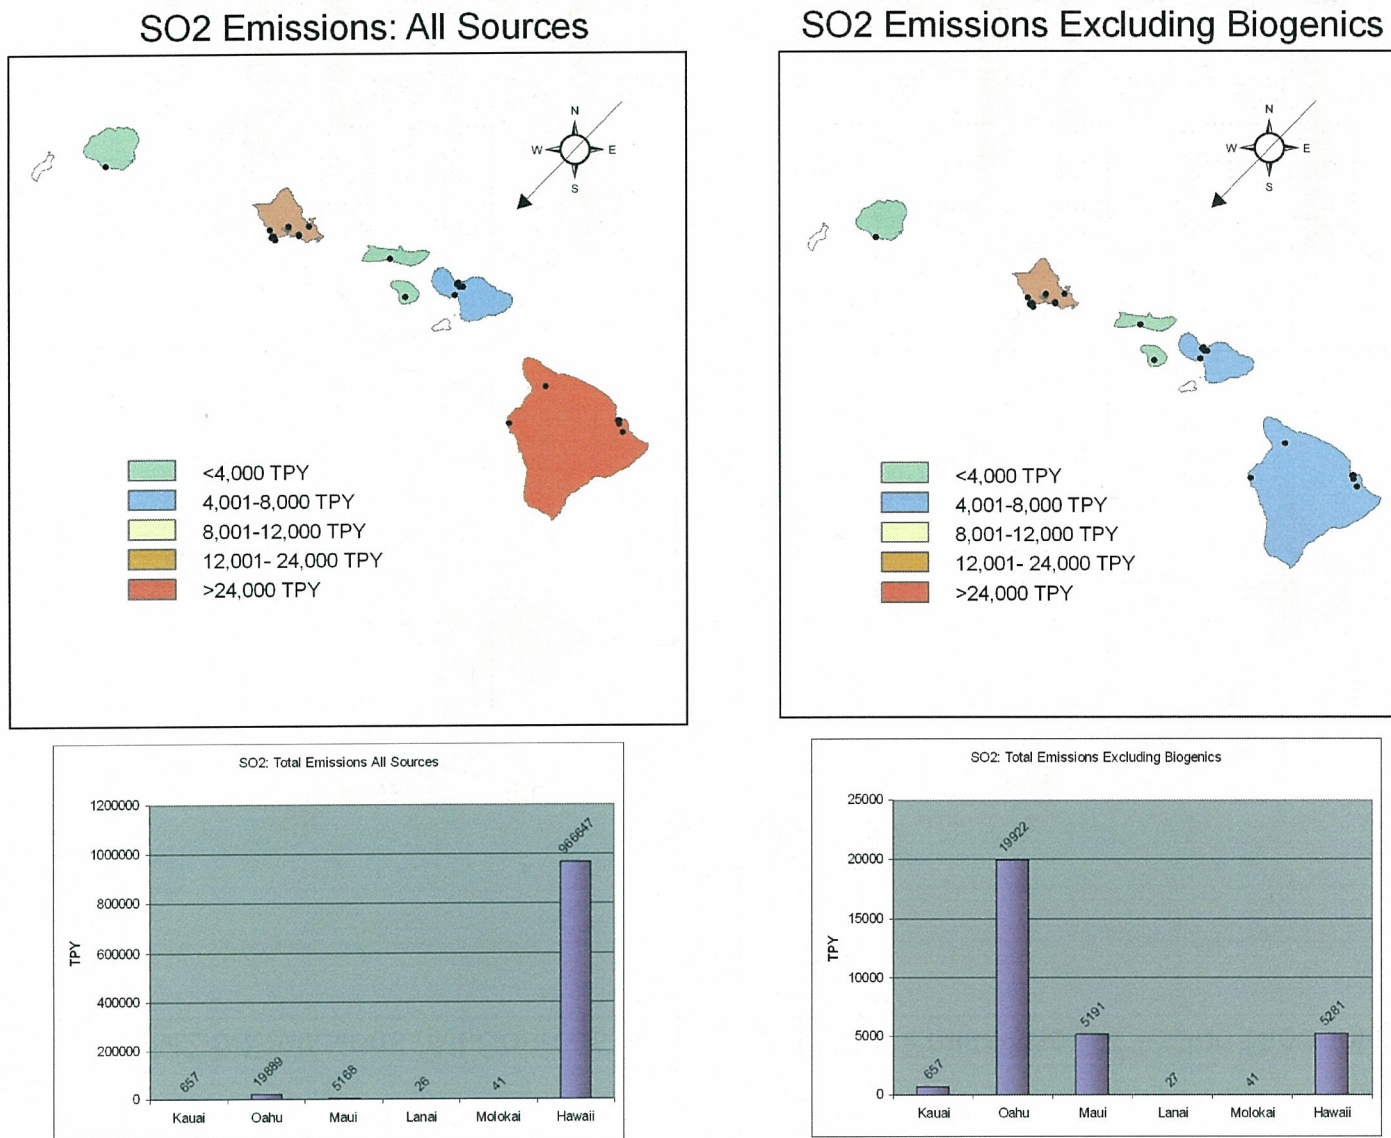 SO2 Emissions: All Sources
N
W
E
S
<4,000 TPY
4,001-8,000 TPY
8,001-12,000 TPY
12,001- 24,000 TPY
>24,000 TPY
SO2 Emissions Excluding Biogenics
N
W
E
S
<4,000 TPY
4,001-8,000 TPY
8,001-12,000 TPY
12,001- 24,000 TPY
>24,000 TPY
SO2: Total Emissions All Sources
TPY
1200000
1000000
800000
600000
400000
200000
0
657
19889
5168
26
41
966647
Kauai
Oahu
Maui
Lanai
Molokai
Hawaii
SO2: Total Emissions Excluding Biogenics
TPY
25000
20000
15000
10000
5000
0
657
19922
5191
27
41
5281
Kauai
Oahu
Maui
Lanai
Molokai
Hawaii